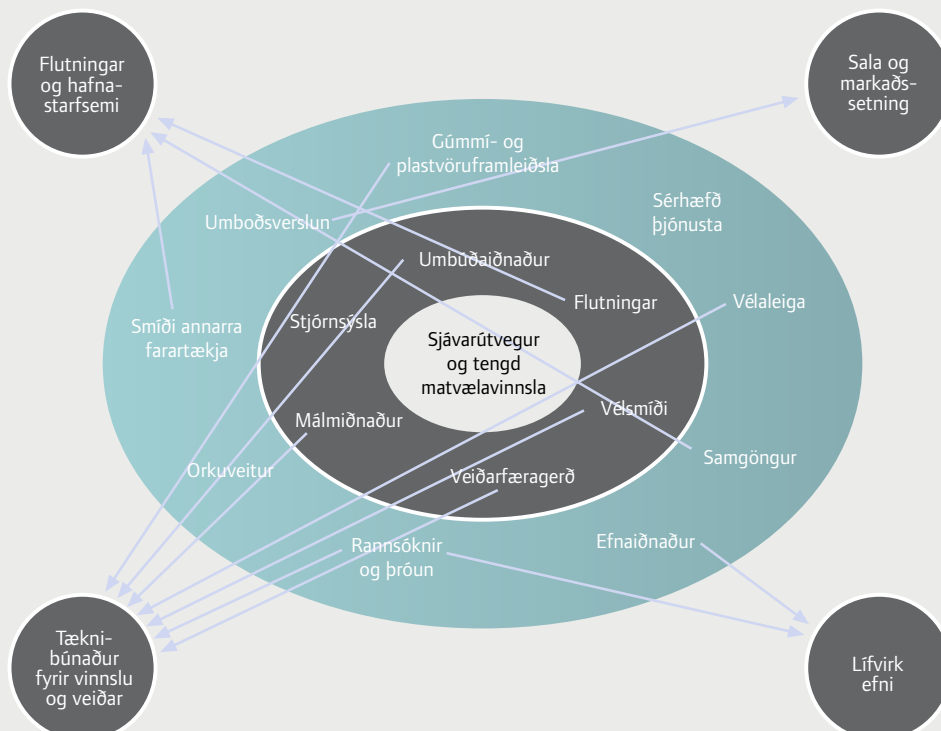 Flutningar
og hafna-
starfsemi
Sala og
markaðs-
setning
Gúmmí- og
plastvöruframleiðsla
Sérhæfð
þjónusta
Umboðsverslun
Umbúðaiðnaður
Flutningar
Vélaleiga
Smíði annarra
farartækja
Stjórnsýsla
Sjávarútvegur
og tengd
matvælavinnsla
Málmiðnaður
Vélsmíði
Orkuveitur
Veiðarfæragerð
Samgöngur
Rannsóknir
og þróun
Efnaiðnaður
Tækni-
búnaður
fyrir vinnslu
og veiðar
Lífvirk
efni